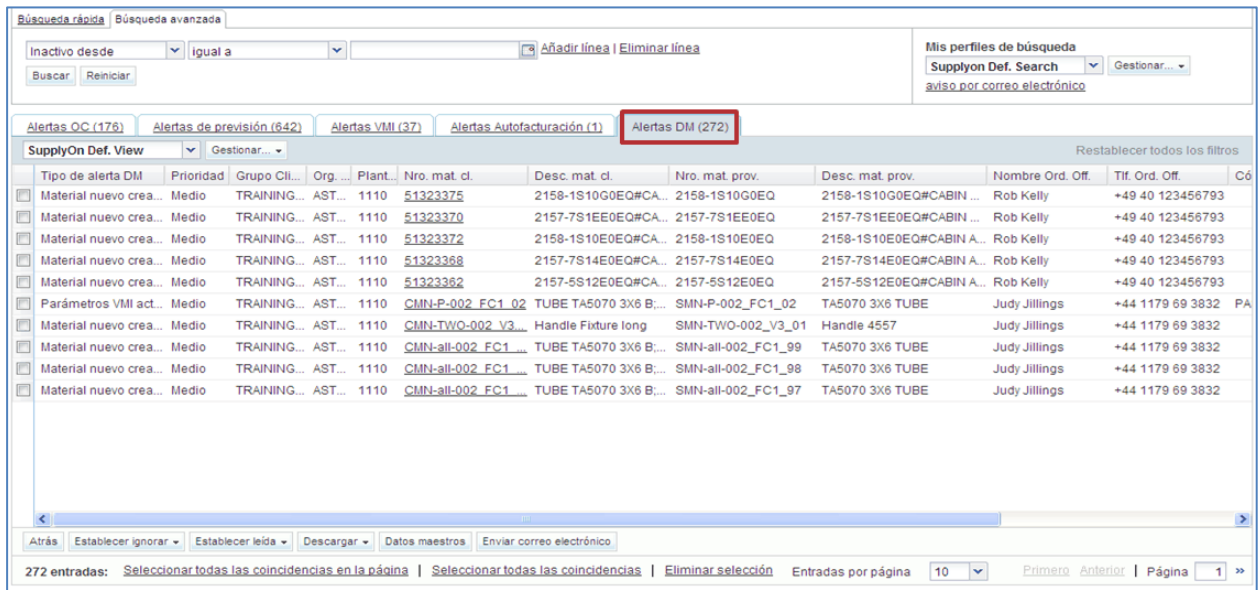 Búsqueda rápida Búsqueda avanzada
Inactivo desde igual a Añadir línea | Eliminar línea Mis perfiles de búsqueda
Supplyon Def. Search Gestionar...
Buscar Reiniciar
aviso por correo electrónico
Alertas OC (176) Alertas de previsión (642) Alertas VMI (37) Alertas Autofacturación (1) Alertas DM (272)
SupplyOn Def. View Gestionar... Restablecer todos los filtros
Tipo de alerta DM Prioridad Grupo Cli... Org. ... Plant... Nro. mat. cl. Desc. mat. cl. Nro. mat. prov. Desc. mat. prov. Nombre Ord. Off. Tlf. Ord. Off. Có
Material nuevo crea... Medio TRAINING... AST... 1110 51323375 2158-1S10G0EQ#CA... 2158-1S10G0EQ 2158-1S10G0EQ#CABIN ... Rob Kelly +49 40 123456793
Material nuevo crea... Medio TRAINING... AST... 1110 51323370 2157-7S1EE0EQ#CA... 2157-7S1EE0EQ 2157-7S1EE0EQ#CABIN A... Rob Kelly +49 40 123456793
Material nuevo crea... Medio TRAINING... AST... 1110 51323372 2158-1S10E0EQ#CA... 2158-1S10E0EQ 2158-1S10E0EQ#CABIN A... Rob Kelly +49 40 123456793
Material nuevo crea... Medio TRAINING... AST... 1110 51323368 2157-7S14E0EQ#CA... 2157-7S14E0EQ 2157-7S14E0EQ#CABIN A... Rob Kelly +49 40 123456793
Material nuevo crea... Medio TRAINING... AST... 1110 51323362 2157-5S12E0EQ#CA... 2157-5S12E0EQ 2157-5S12E0EQ#CABIN A... Rob Kelly +49 40 123456793
Parámetros VMI act... Medio TRAINING... AST... 1110 CMN-P-002_FC1_02 TUBE TA5070 3X6 B;... SMN-P-002_FC1_02 TA5070 3X6 TUBE Judy Jillings +44 1179 69 3832 PA
Material nuevo crea... Medio TRAINING... AST... 1110 CMN-TWO-002_V3... Handle Fixture long SMN-TWO-002_V3_01 Handle 4557 Judy Jillings +44 1179 69 3832
Material nuevo crea... Medio TRAINING... AST... 1110 CMN-all-002_FC1_... TUBE TA5070 3X6 B;... SMN-all-002_FC1_99 TA5070 3X6 TUBE Judy Jillings +44 1179 69 3832
Material nuevo crea... Medio TRAINING... AST... 1110 CMN-all-002_FC1_... TUBE TA5070 3X6 B;... SMN-all-002_FC1_98 TA5070 3X6 TUBE Judy Jillings +44 1179 69 3832
Material nuevo crea... Medio TRAINING... AST... 1110 CMN-all-002_FC1_... TUBE TA5070 3X6 B;... SMN-all-002_FC1_97 TA5070 3X6 TUBE Judy Jillings +44 1179 69 3832
Atrás Establecer ignorar Establecer leída Descargar Datos maestros Enviar correo electrónico
272 entradas: Seleccionar todas las coincidencias en la página | Seleccionar todas las coincidencias | Eliminar selección Entradas por página 10 Primero Anterior | Página 1 »